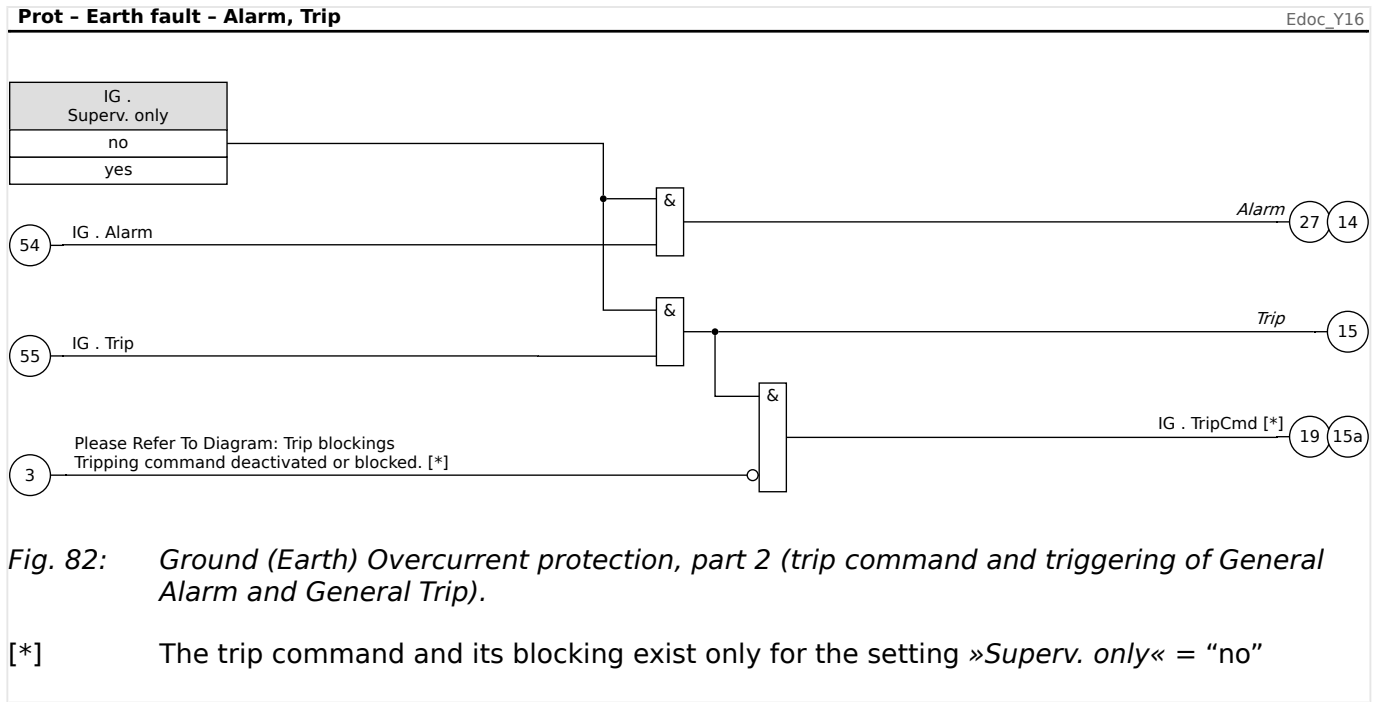 Prot – Earth fault – Alarm, Trip
Edoc_Y16
IG .
Superv. only
no
yes
&
Alarm
27
14
54
IG . Alarm
&
Trip
15
55
IG . Trip
&
IG . TripCmd [*]
19
15a
Please Refer To Diagram: Trip blockings
Tripping command deactivated or blocked. [*]
3
Fig. 82: Ground (Earth) Overcurrent protection, part 2 (trip command and triggering of General
Alarm and General Trip).
[*] The trip command and its blocking exist only for the setting »Superv. only« = “no”